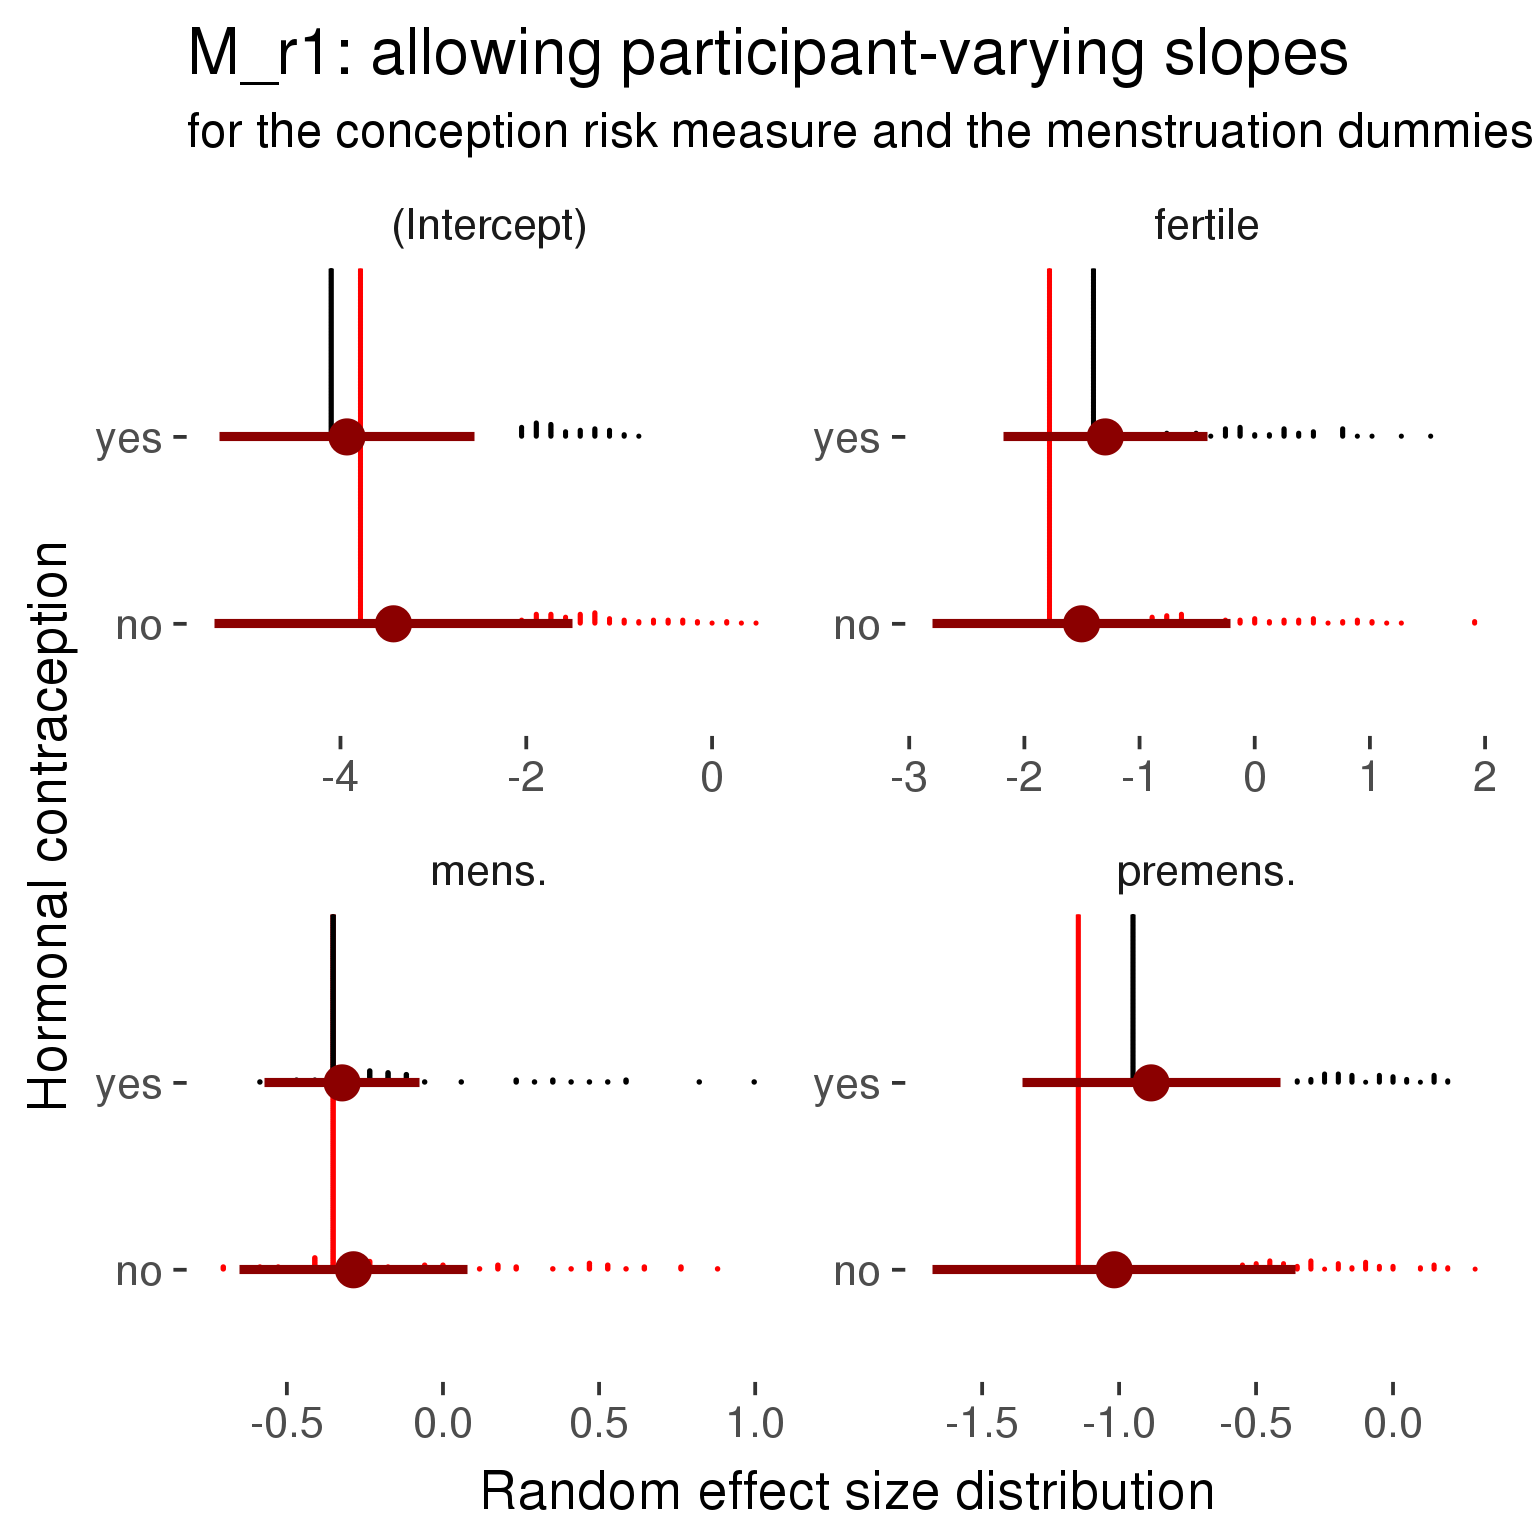 M_r1: allowing participant-varying slopes
for the conception risk measure and the menstruation dummies
(Intercept)
fertile
yes
no
yes
no
-4 -2 0
-3 -2 -1 0 1 2
mens.
premens.
yes
no
yes
no
-0.5 0.0 0.5 1.0
-1.5 -1.0 -0.5 0.0
Hormonal contraception
Random effect size distribution